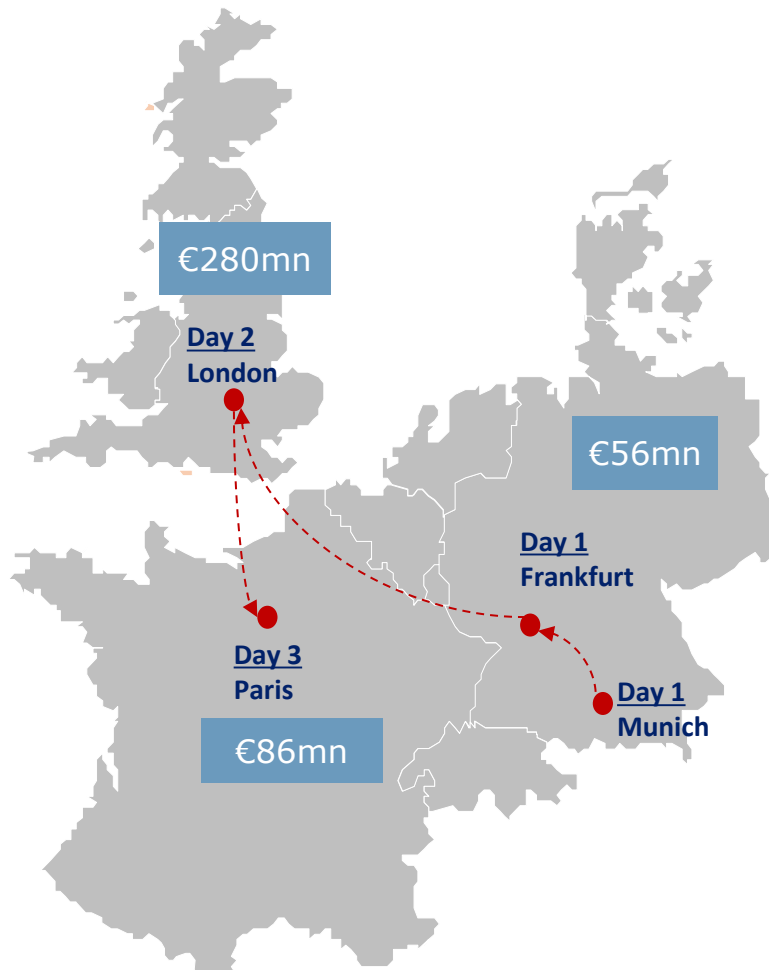 €280mn
Day 2
London
€56mn
Day 1
Frankfurt
Day 3
Paris
Day 1
Munich
€86mn